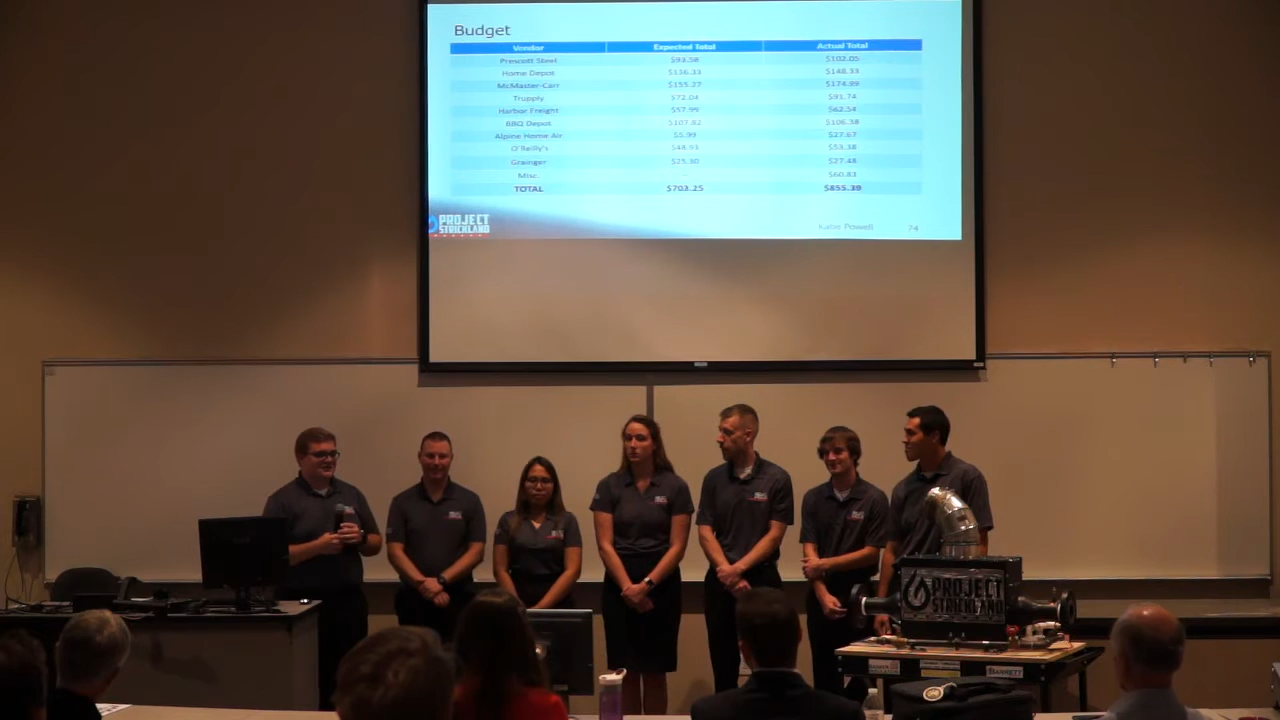 Budget
Vendor Expected Total Actual Total
Prescott Steel $93.58 $102.05
Home Depot $136.33 $148.33
McMaster-Carr $155.27 $174.89
Trupply $72.04 $91.74
Harbor Freight $57.99 $62.54
BBQ Depot $107.82 $106.38
Alpine Home Air $5.99 $27.67
O'Reilly's $48.93 $53.38
Grainger $25.30 $27.48
Misc. - $60.83
TOTAL $702.25 $855.39
PROJECT
STRICKLAND
Katie Powell 74
PROJECT
STRICKLAND
BARRETT